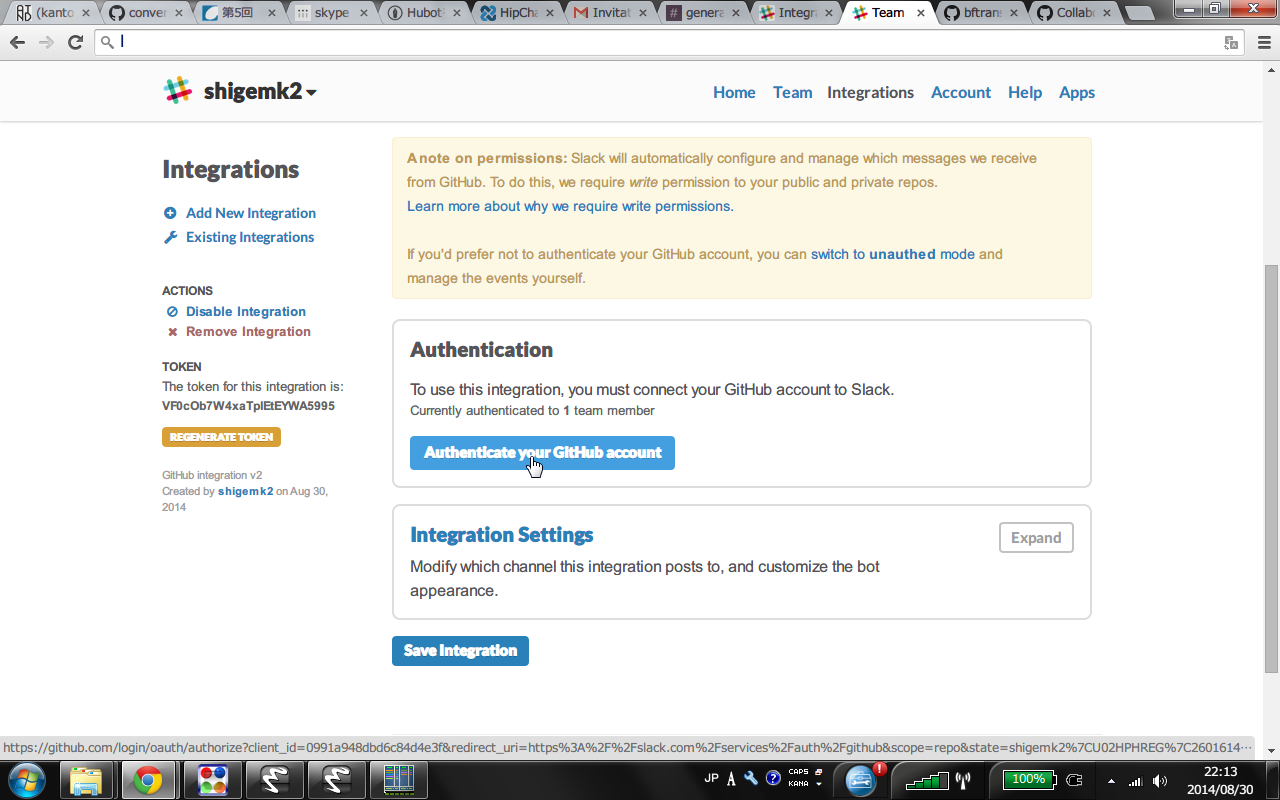 (kanto
conver
第5回
skype
Hubot
HipCha
Invitat
genera
Integra
Team
bftrans
Collabo
shigemk2
Home Team Integrations Account Help Apps
Integrations
Add New Integration
Existing Integrations
ACTIONS
Disable Integration
Remove Integration
TOKEN
The token for this integration is:
VF0cOb7W4xaTplEtEYWA5995
REGENERATE TOKEN
GitHub integration v2
Created by shigemk2 on Aug 30,
2014
A note on permissions: Slack will automatically configure and manage which messages we receive
from GitHub. To do this, we require write permission to your public and private repos.
Learn more about why we require write permissions.
If you'd prefer not to authenticate your GitHub account, you can switch to unauthed mode and
manage the events yourself.
Authentication
To use this integration, you must connect your GitHub account to Slack.
Currently authenticated to 1 team member
Authenticate your GitHub account
Integration Settings
Expand
Modify which channel this integration posts to, and customize the bot
appearance.
Save Integration
https://github.com/login/oauth/authorize?client_id=0991a948dbd6c84d4e3f&redirect_uri=https%3A%2F%2Fslack.com%2Fservices%2Fauth%2Fgithub&scope=repo&state=shigemk2%7CU02HPHREG%7C2601614…
JP A CAPS
KANA
100%
22:13
2014/08/30